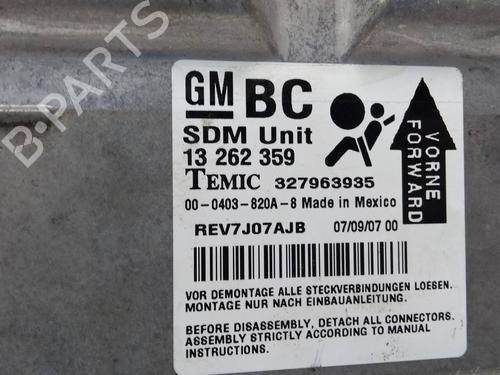 B-PARTS
GM BC
SDM Unit
13 262 359
TEMIC 327963935
00-0403-820A-8 Made in Mexico
REV7J07AJB 07/09/07 00
VORNE
FORWARD
VOR DEMONTAGE ALLE STECKVERBINDUNGEN LOESEN.
MONTAGE NUR NACH EINBAUANLEITUNG.
BEFORE DISASSEMBLY, DETACH ALL CONNECTORS.
ASSEMBLY STRICTLY ACCORDING TO MANUAL
INSTRUCTIONS.